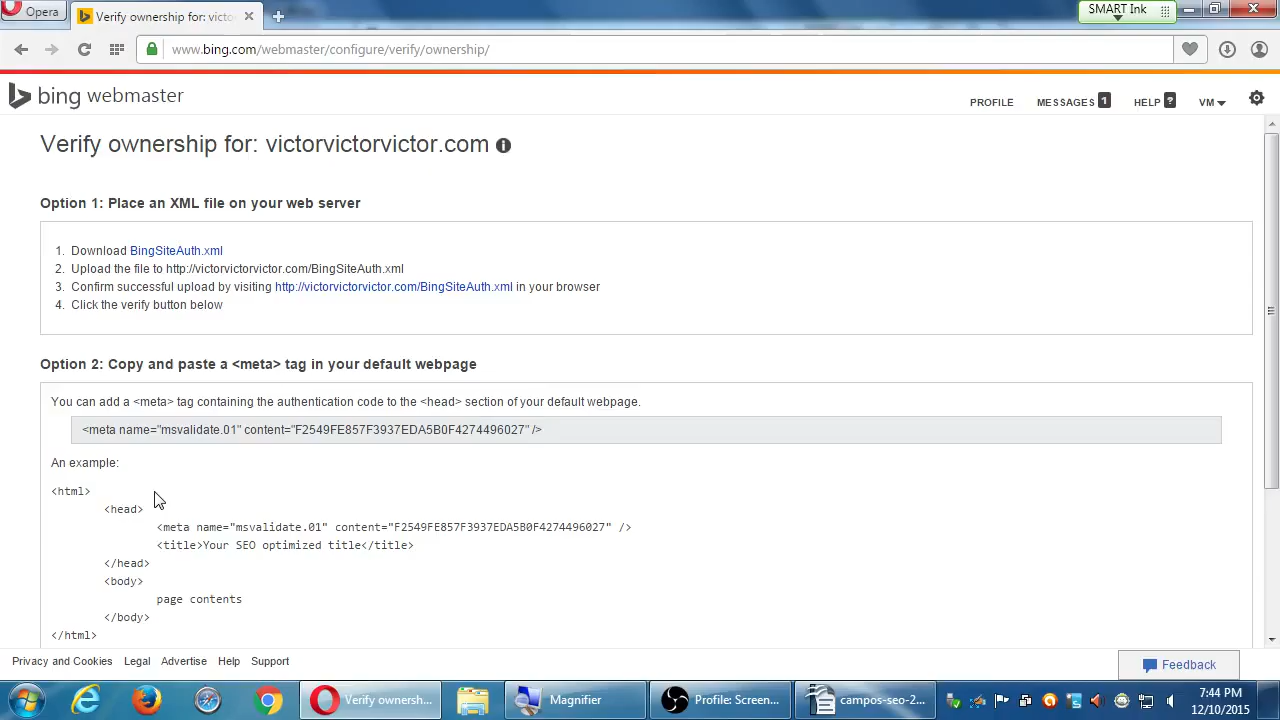 Opera
Verify ownership for: victo
SMART Ink
www.bing.com/webmaster/configure/verify/ownership/
bing webmaster
PROFILE
MESSAGES 1
HELP ?
VM
Verify ownership for: victorvictorvictor.com
Option 1: Place an XML file on your web server
1. Download BingSiteAuth.xml
2. Upload the file to http://victorvictorvictor.com/BingSiteAuth.xml
3. Confirm successful upload by visiting http://victorvictorvictor.com/BingSiteAuth.xml in your browser
4. Click the verify button below
Option 2: Copy and paste a <meta> tag in your default webpage
You can add a <meta> tag containing the authentication code to the <head> section of your default webpage.
<meta name="msvalidate.01" content="F2549FE857F3937EDA5B0F4274496027" />
An example:
<html>
<head>
<meta name="msvalidate.01" content="F2549FE857F3937EDA5B0F4274496027" />
<title>Your SEO optimized title</title>
</head>
<body>
page contents
</body>
</html>
Privacy and Cookies
Legal
Advertise
Help
Support
Feedback
Verify ownersh...
Magnifier
Profile: Screen...
campos-seo-2...
7:44 PM
12/10/2015